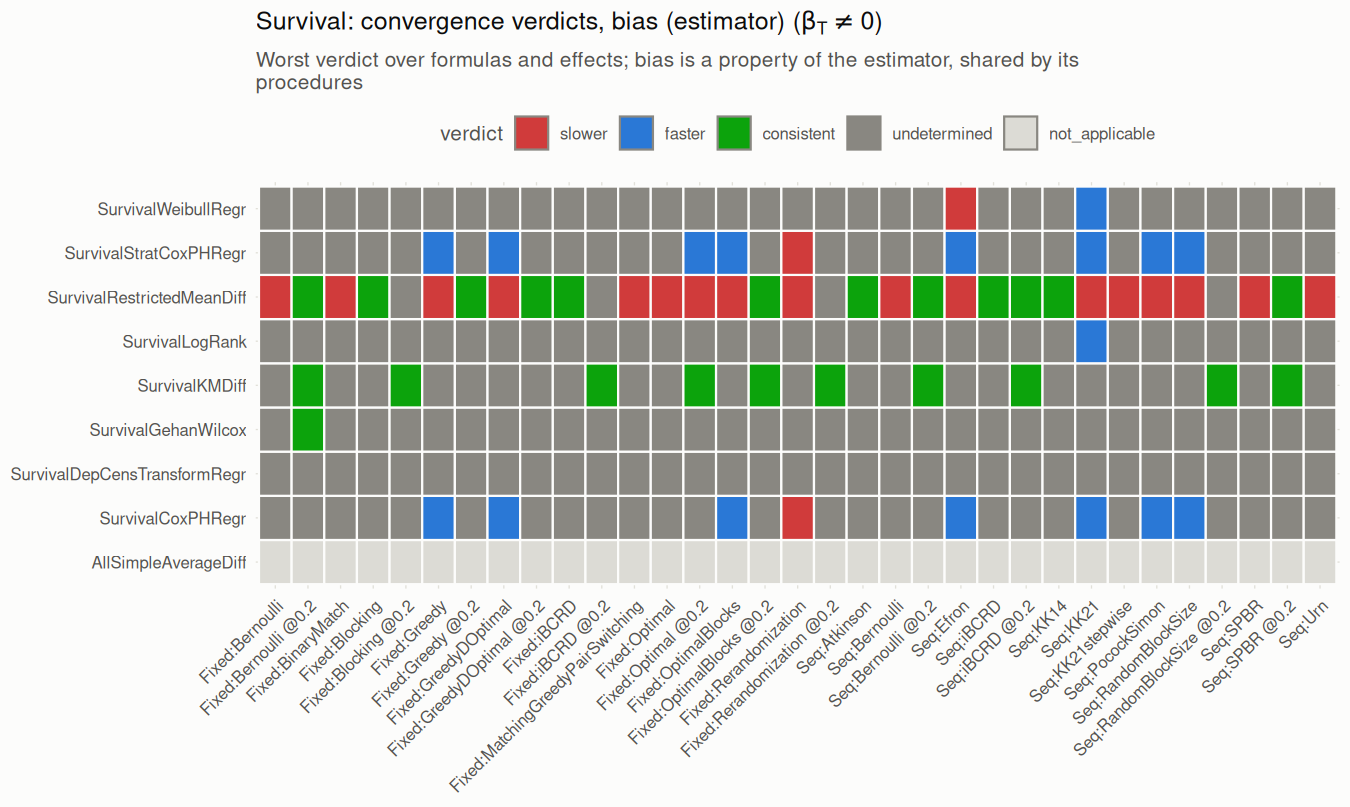 Survival: convergence verdicts, bias (estimator) (βT ≠ 0)
Worst verdict over formulas and effects; bias is a property of the estimator, shared by its
procedures
verdict slower faster consistent undetermined not_applicable
SurvivalWeibullRegr
SurvivalStratCoxPHRegr
SurvivalRestrictedMeanDiff
SurvivalLogRank
SurvivalKMDiff
SurvivalGehanWilcox
SurvivalDepCensTransformRegr
SurvivalCoxPHRegr
AllSimpleAverageDiff
Fixed:Bernoulli
Fixed:Bernoulli @0.2
Fixed:BinaryMatch
Fixed:Blocking
Fixed:Blocking @0.2
Fixed:Greedy
Fixed:Greedy @0.2
Fixed:GreedyDOptimal
Fixed:GreedyDOptimal @0.2
Fixed:iBCRD
Fixed:iBCRD @0.2
Fixed:MatchingGreedyPairSwitching
Fixed:Optimal
Fixed:Optimal @0.2
Fixed:OptimalBlocks
Fixed:OptimalBlocks @0.2
Fixed:Rerandomization
Fixed:Rerandomization @0.2
Seq:Atkinson
Seq:Bernoulli
Seq:Bernoulli @0.2
Seq:Efron
Seq:iBCRD
Seq:iBCRD @0.2
Seq:KK14
Seq:KK21
Seq:KK21stepwise
Seq:PocockSimon
Seq:RandomBlockSize
Seq:RandomBlockSize @0.2
Seq:SPBR
Seq:SPBR @0.2
Seq:Urn